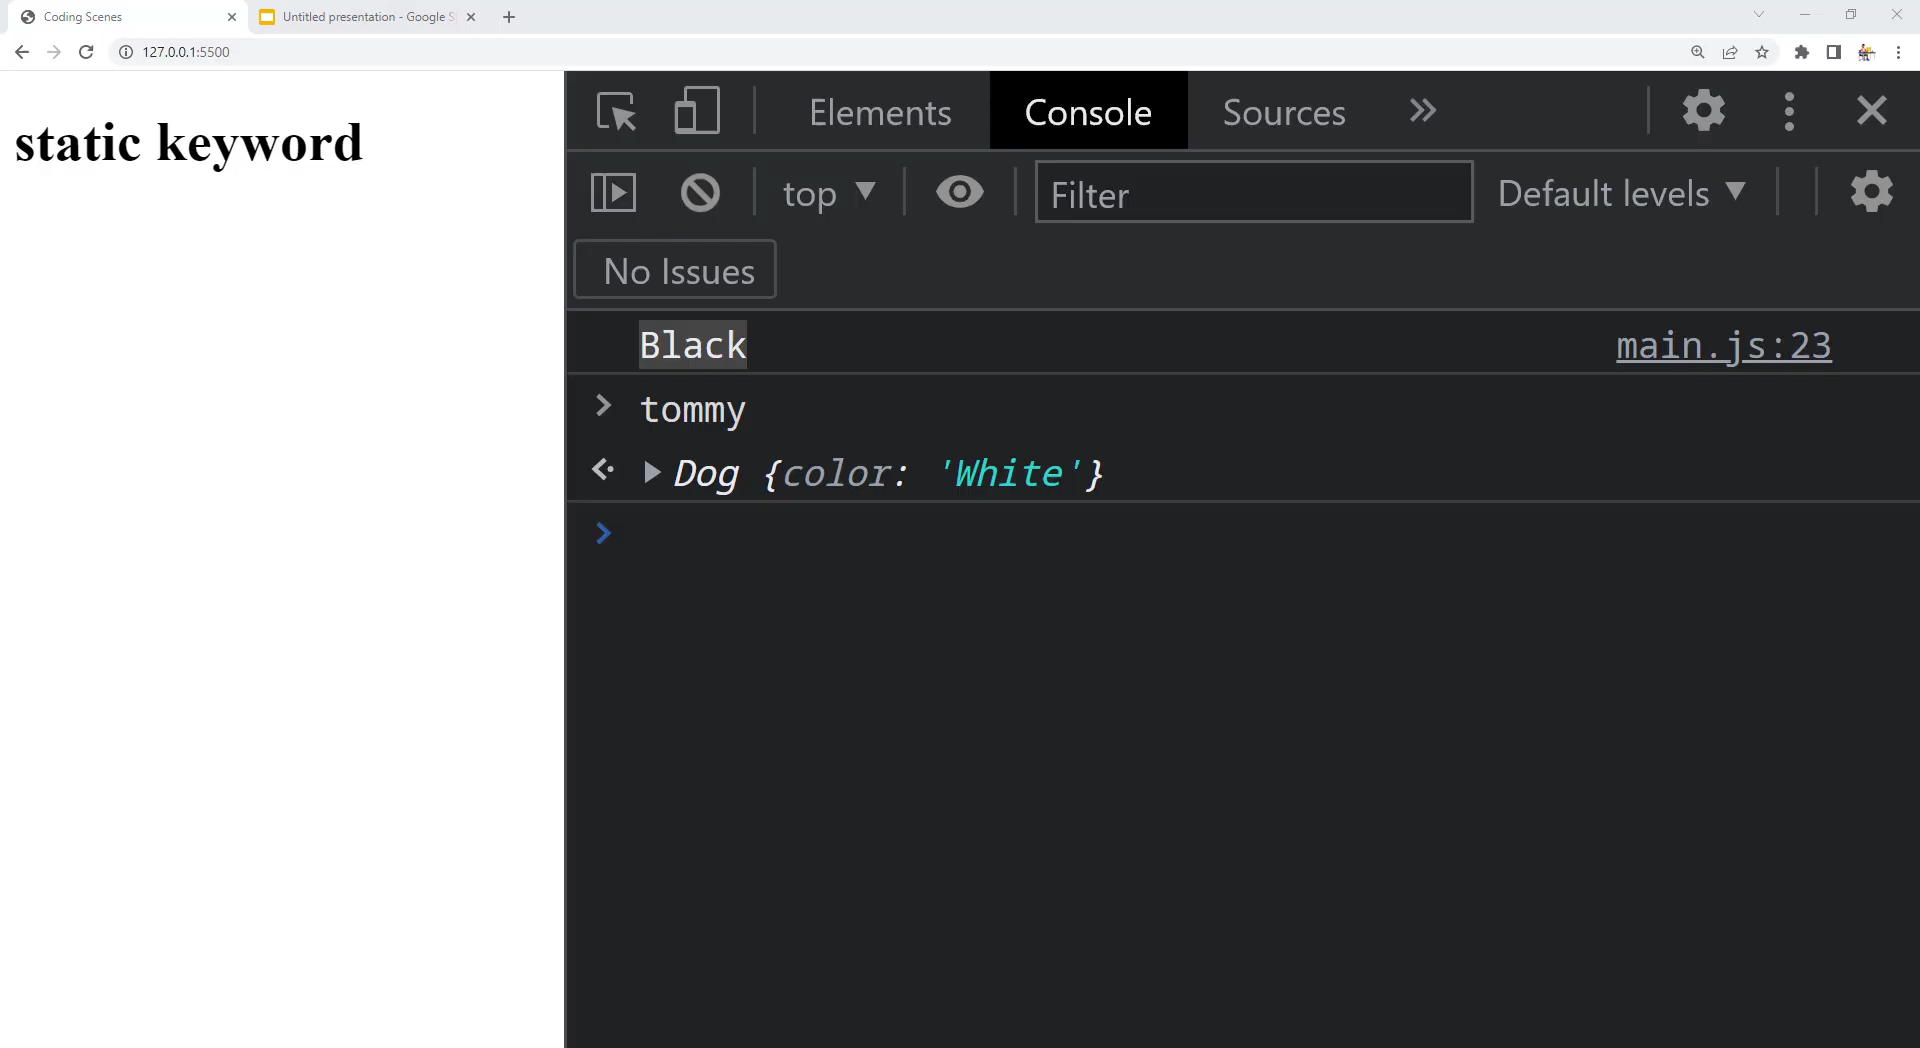 Coding Scenes
Untitled presentation - Google S
127.0.0.1:5500
static keyword
Elements
Console
Sources
top
Filter
Default levels
No Issues
Black
main.js:23
tommy
Dog {color: 'White'}